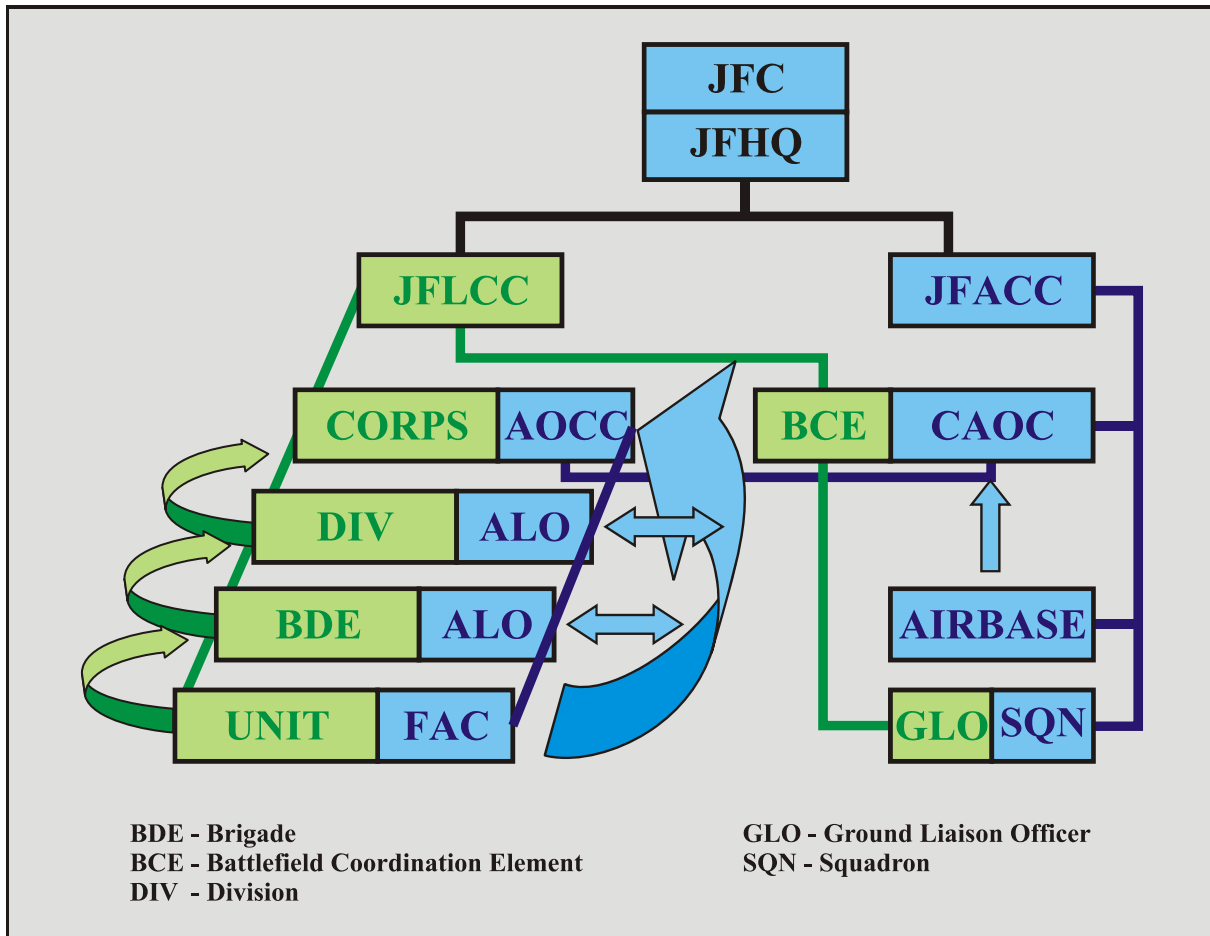 JFC
JFHQ
JFLCC
JFACC
CORPS AOCC
BCE CAOC
DIV ALO
BDE ALO
AIRBASE
UNIT FAC
GLO SQN
BDE - Brigade
BCE - Battlefield Coordination Element
DIV - Division
GLO - Ground Liaison Officer
SQN - Squadron